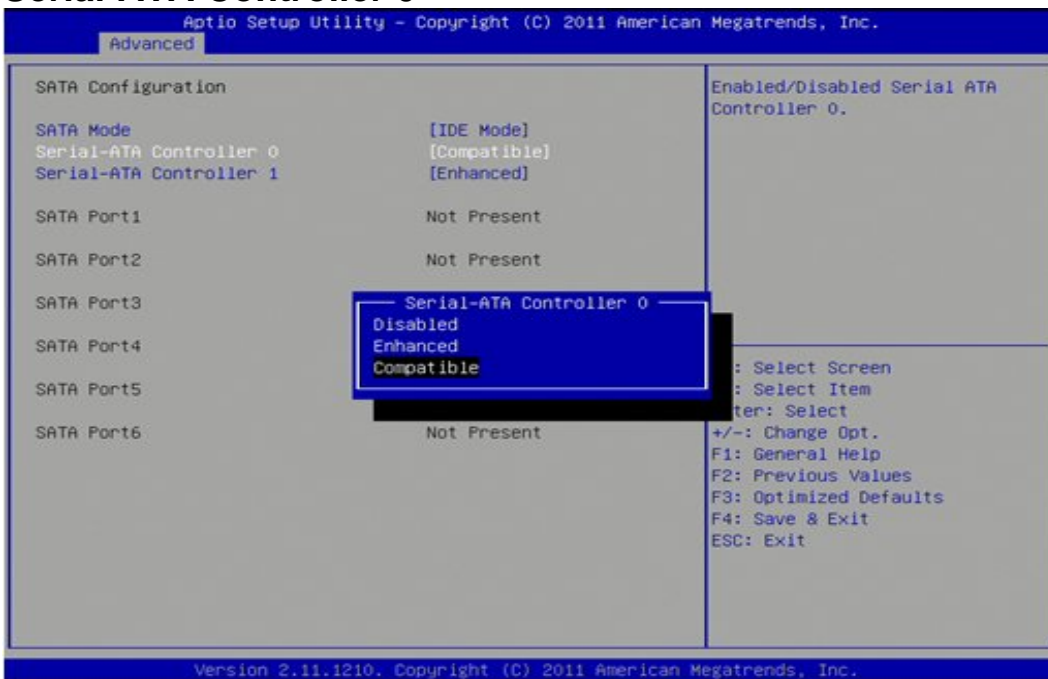 Aptio Setup Utility – Copyright (C) 2011 American Megatrends, Inc.
Advanced
SATA Configuration
SATA Mode [IDE Mode]
Serial-ATA Controller 0 [Compatible]
Serial-ATA Controller 1 [Enhanced]
SATA Port1 Not Present
SATA Port2 Not Present
SATA Port3
SATA Port4
SATA Port5
SATA Port6 Not Present
Serial-ATA Controller 0
Disabled
Enhanced
Compatible
Enabled/Disabled Serial ATA
Controller 0.
: Select Screen
: Select Item
ter: Select
+/-: Change Opt.
F1: General Help
F2: Previous Values
F3: Optimized Defaults
F4: Save & Exit
ESC: Exit
Version 2.11.1210. Copyright (C) 2011 American Megatrends, Inc.